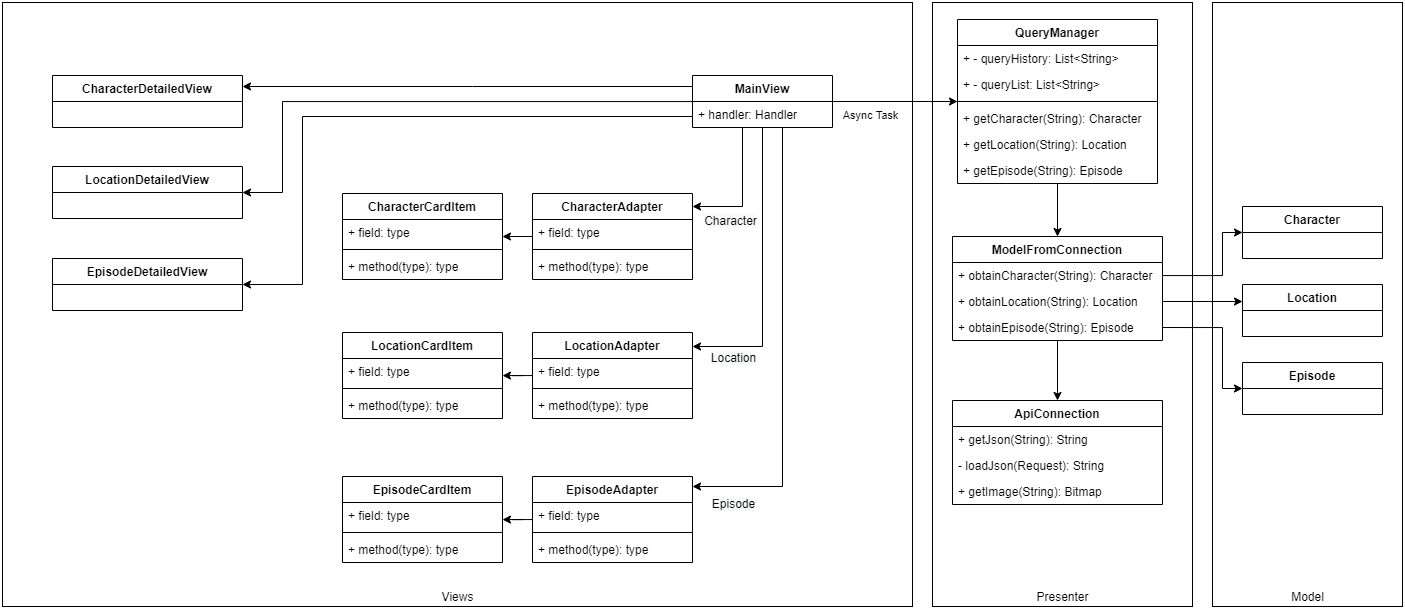 CharacterDetailedView
LocationDetailedView
EpisodeDetailedView
MainView
+ handler: Handler
Async Task
CharacterCardItem
+ field: type
+ method(type): type
CharacterAdapter
+ field: type
+ method(type): type
Character
LocationCardItem
+ field: type
+ method(type): type
LocationAdapter
+ field: type
+ method(type): type
Location
EpisodeCardItem
+ field: type
+ method(type): type
EpisodeAdapter
+ field: type
+ method(type): type
Episode
Views
QueryManager
+ - queryHistory: List<String>
+ - queryList: List<String>
+ getCharacter(String): Character
+ getLocation(String): Location
+ getEpisode(String): Episode
ModelFromConnection
+ obtainCharacter(String): Character
+ obtainLocation(String): Location
+ obtainEpisode(String): Episode
ApiConnection
+ getJson(String): String
- loadJson(Request): String
+ getImage(String): Bitmap
Presenter
Character
Location
Episode
Model